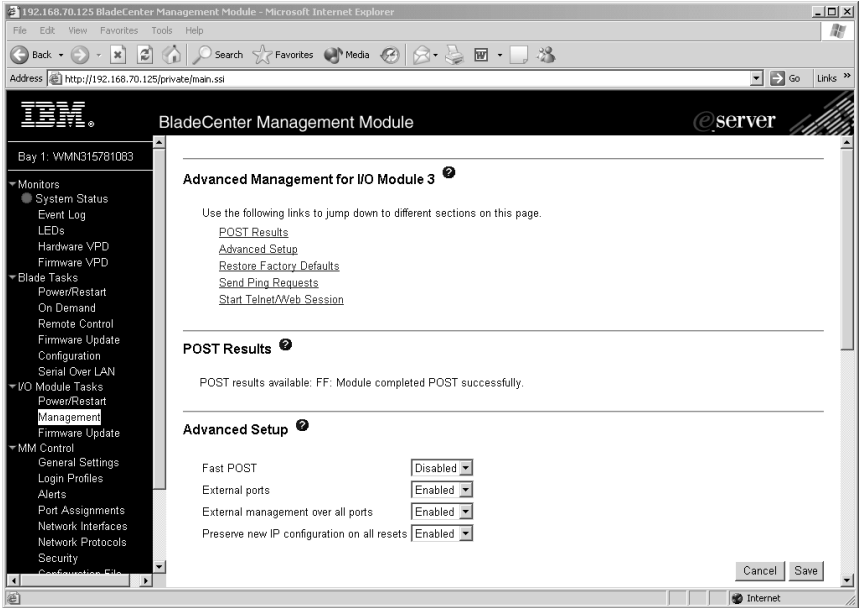 192.168.70.125 BladeCenter Management Module - Microsoft Internet Explorer
File Edit View Favorites Tools Help
Back Search Favorites Media
Address http://192.168.70.125/private/main.ssi Go Links »
IBM. BladeCenter Management Module @server
Bay 1: WMN315781083
Monitors
System Status
Event Log
LEDs
Hardware VPD
Firmware VPD
Blade Tasks
Power/Restart
On Demand
Remote Control
Firmware Update
Configuration
Serial Over LAN
I/O Module Tasks
Power/Restart
Management
Firmware Update
MM Control
General Settings
Login Profiles
Alerts
Port Assignments
Network Interfaces
Network Protocols
Security
Configuration File
Advanced Management for I/O Module 3 ?
Use the following links to jump down to different sections on this page.
POST Results
Advanced Setup
Restore Factory Defaults
Send Ping Requests
Start Telnet/Web Session
POST Results ?
POST results available: FF: Module completed POST successfully.
Advanced Setup ?
Fast POST Disabled
External ports Enabled
External management over all ports Enabled
Preserve new IP configuration on all resets Enabled
Cancel Save
Internet